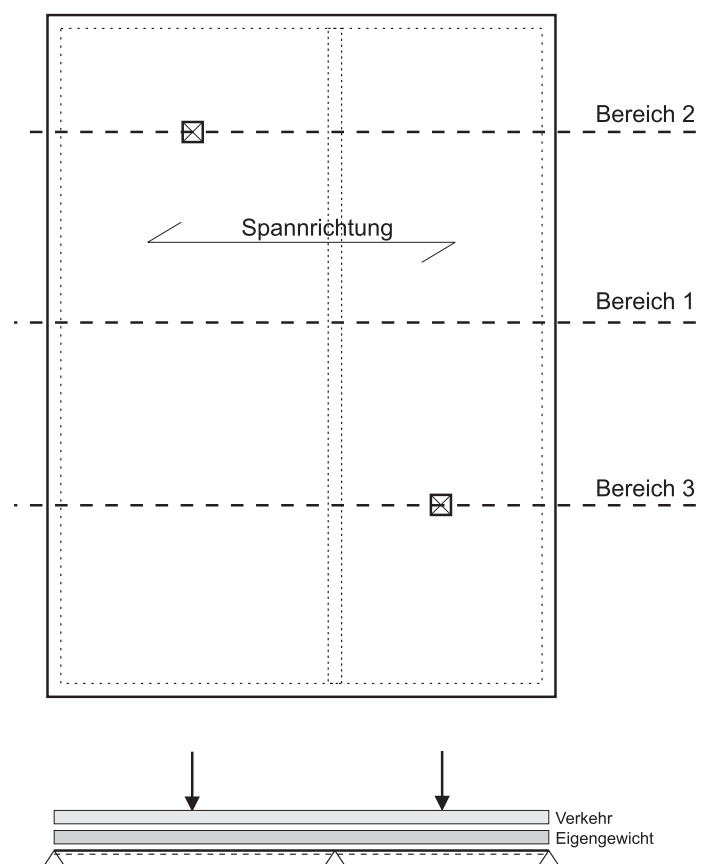 Bereich 2
Spannrichtung
Bereich 1
Bereich 3
Verkehr
Eigengewicht